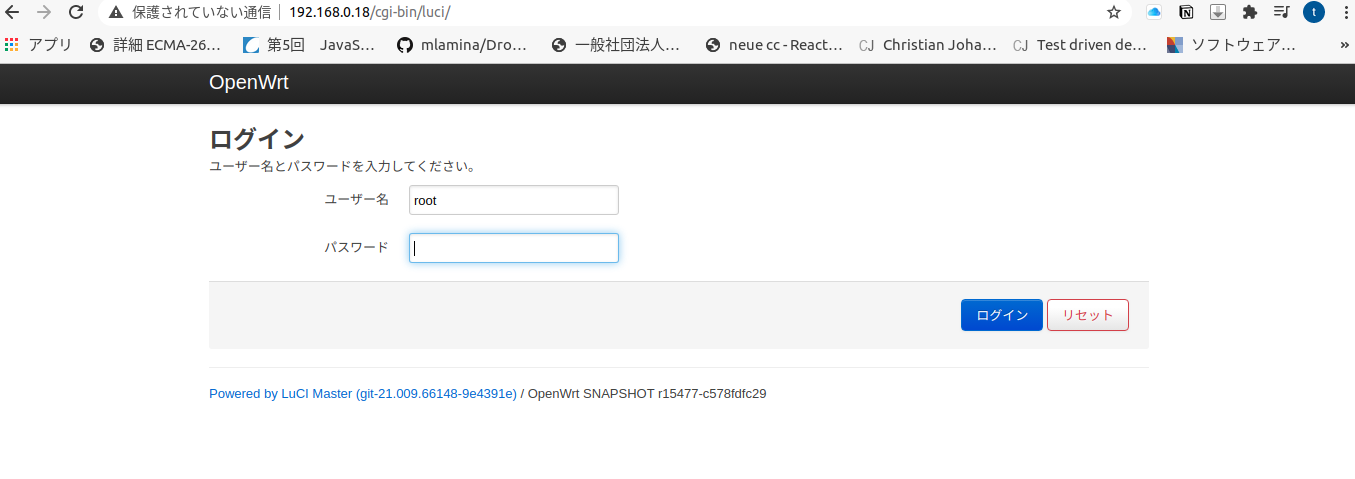 保護されていない通信 192.168.0.18/cgi-bin/luci/ t
アプリ 詳細 ECMA-26… 第5回 JavaS… mlamina/Dro… 一般社団法人… neue cc - React… CJ Christian Joha… CJ Test driven de… ソフトウェア… »
OpenWrt
ログイン
ユーザー名とパスワードを入力してください。
ユーザー名 root
パスワード
ログイン リセット
Powered by LuCI Master (git-21.009.66148-9e4391e) / OpenWrt SNAPSHOT r15477-c578fdfc29